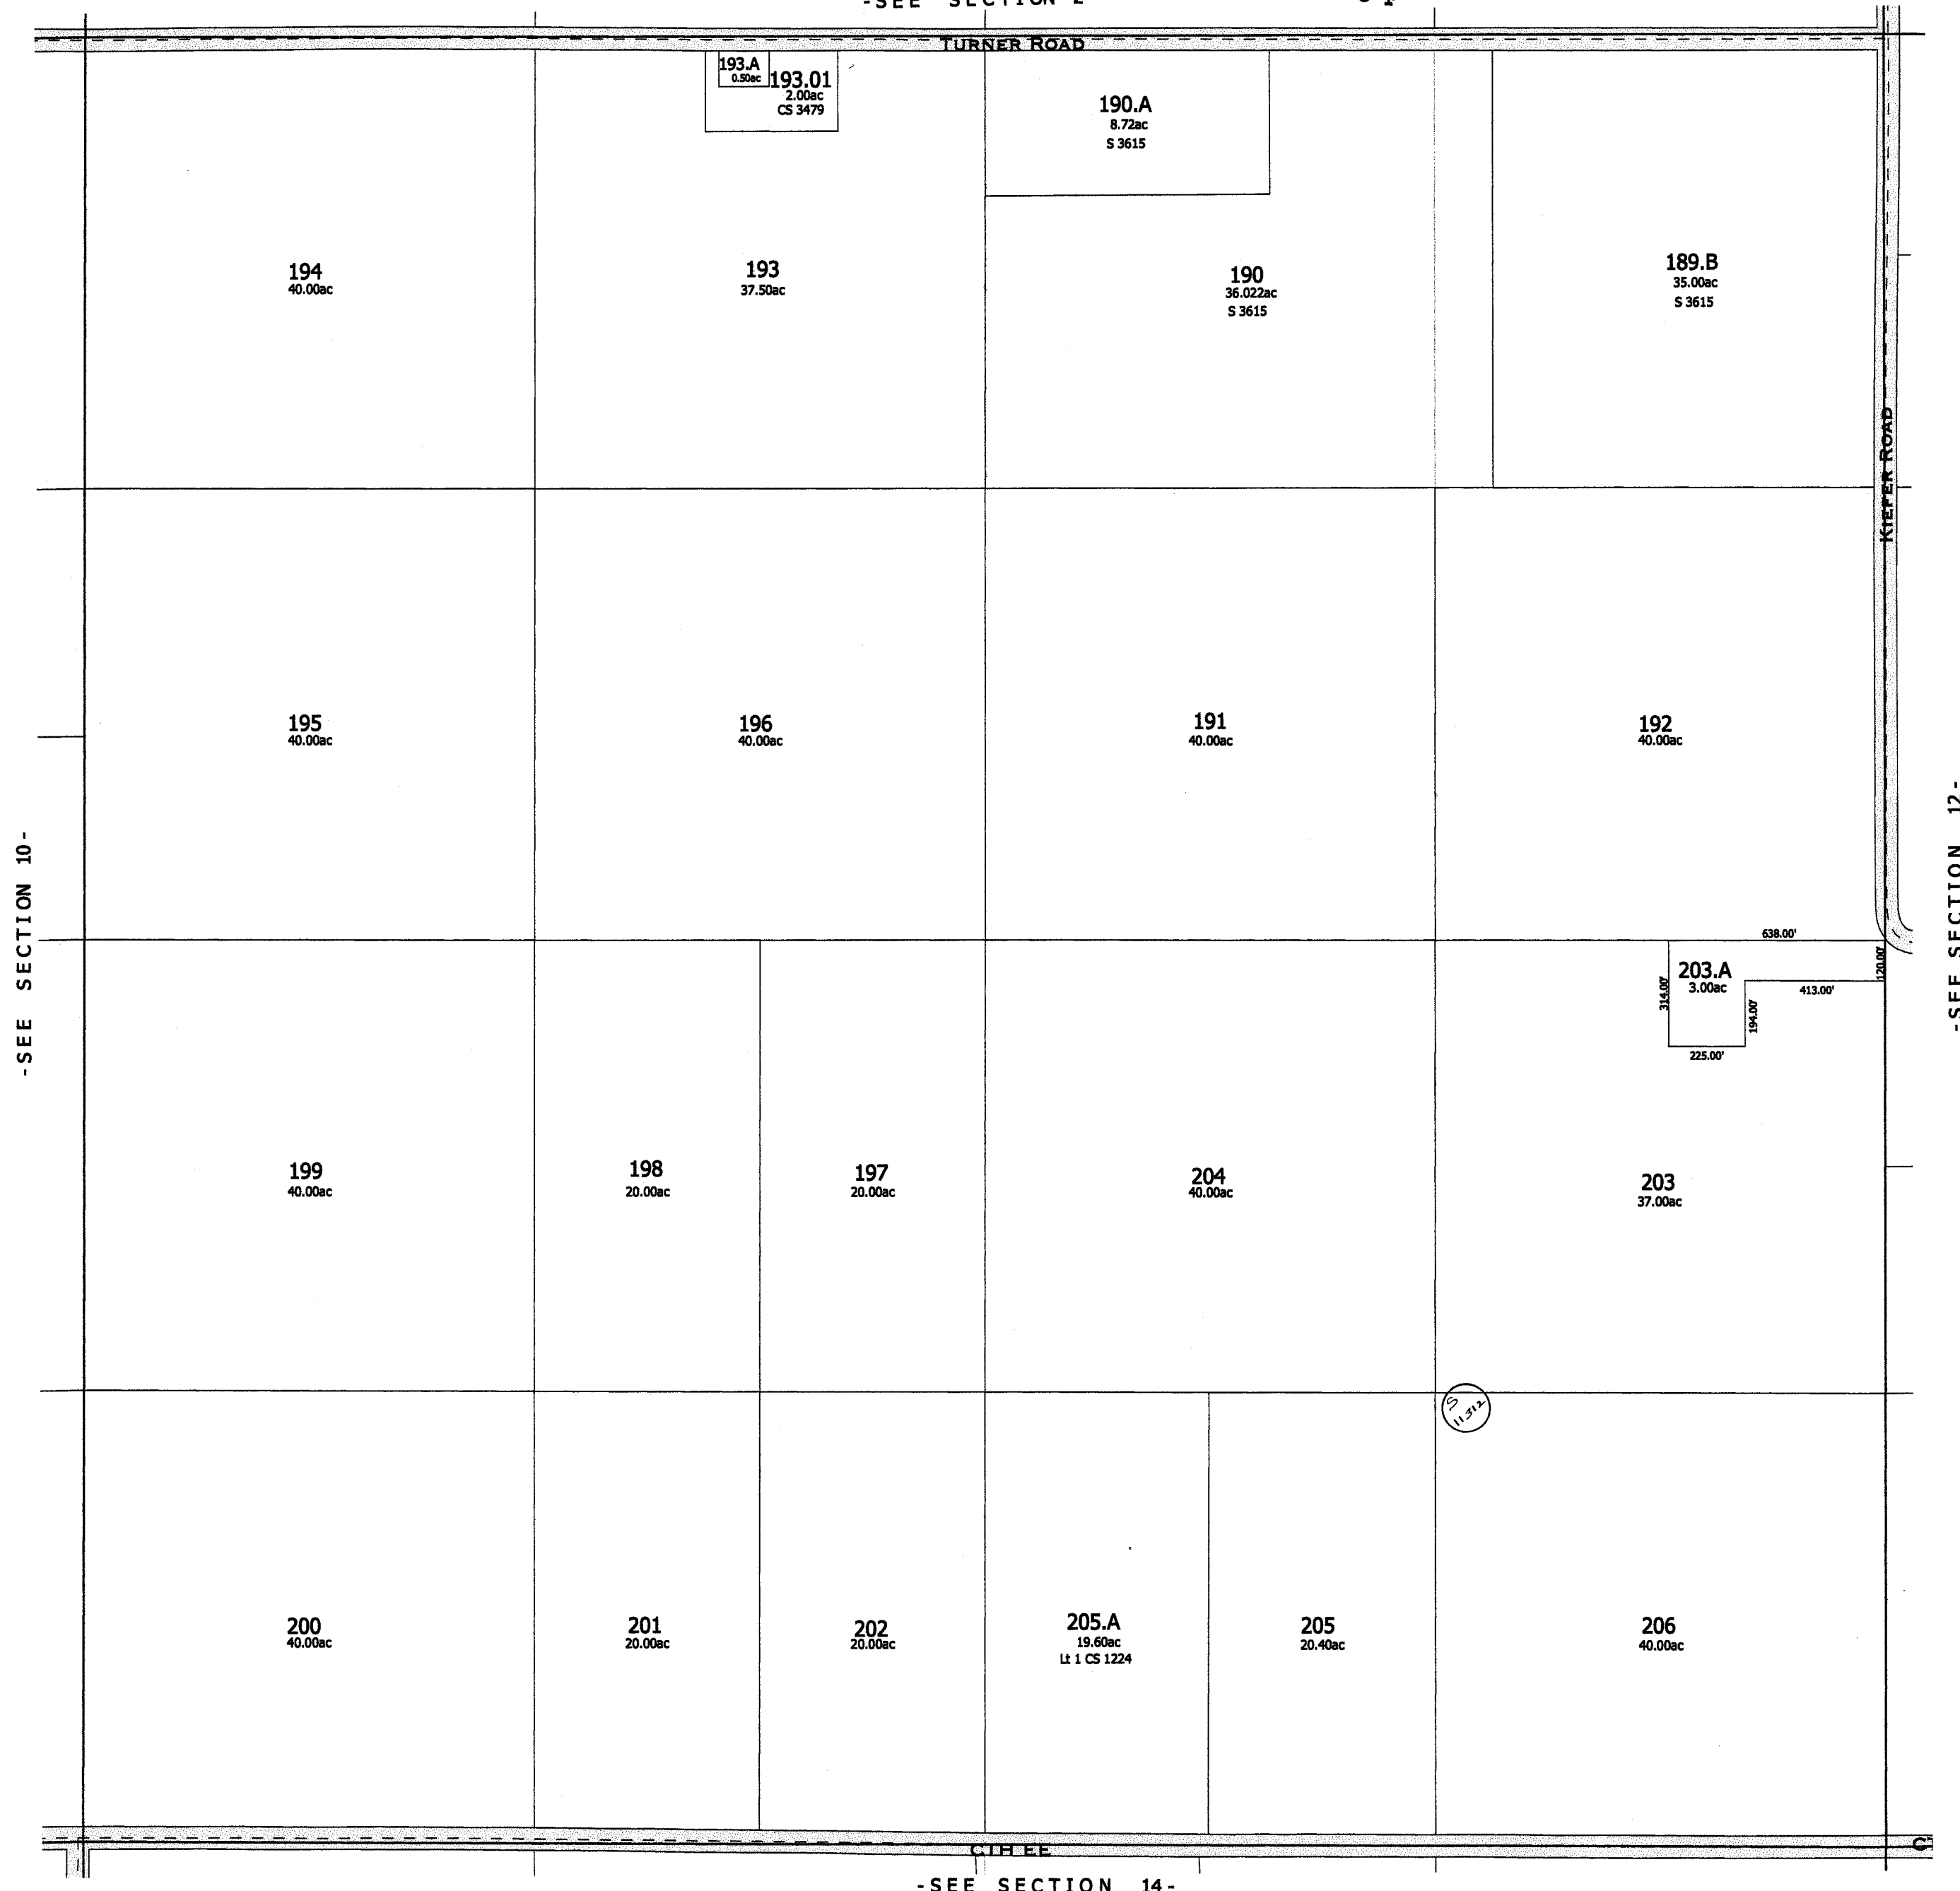 -SEE SECTION 2
TURNER ROAD
193.A
0.50ac
193.01
2.00ac
CS 3479
190.A
8.72ac
S 3615
194
40.00ac
193
37.50ac
190
36.022ac
S 3615
189.B
35.00ac
S 3615
KIEFER ROAD
195
40.00ac
196
40.00ac
191
40.00ac
192
40.00ac
-SEE SECTION 10-
-SEE SECTION 12-
638.00'
120.00'
203.A
3.00ac
314.00'
413.00'
194.00'
225.00'
199
40.00ac
198
20.00ac
197
20.00ac
204
40.00ac
203
37.00ac
S
11312
200
40.00ac
201
20.00ac
202
20.00ac
205.A
19.60ac
Lt 1 CS 1224
205
20.40ac
206
40.00ac
CTH EE
C
-SEE SECTION 14-